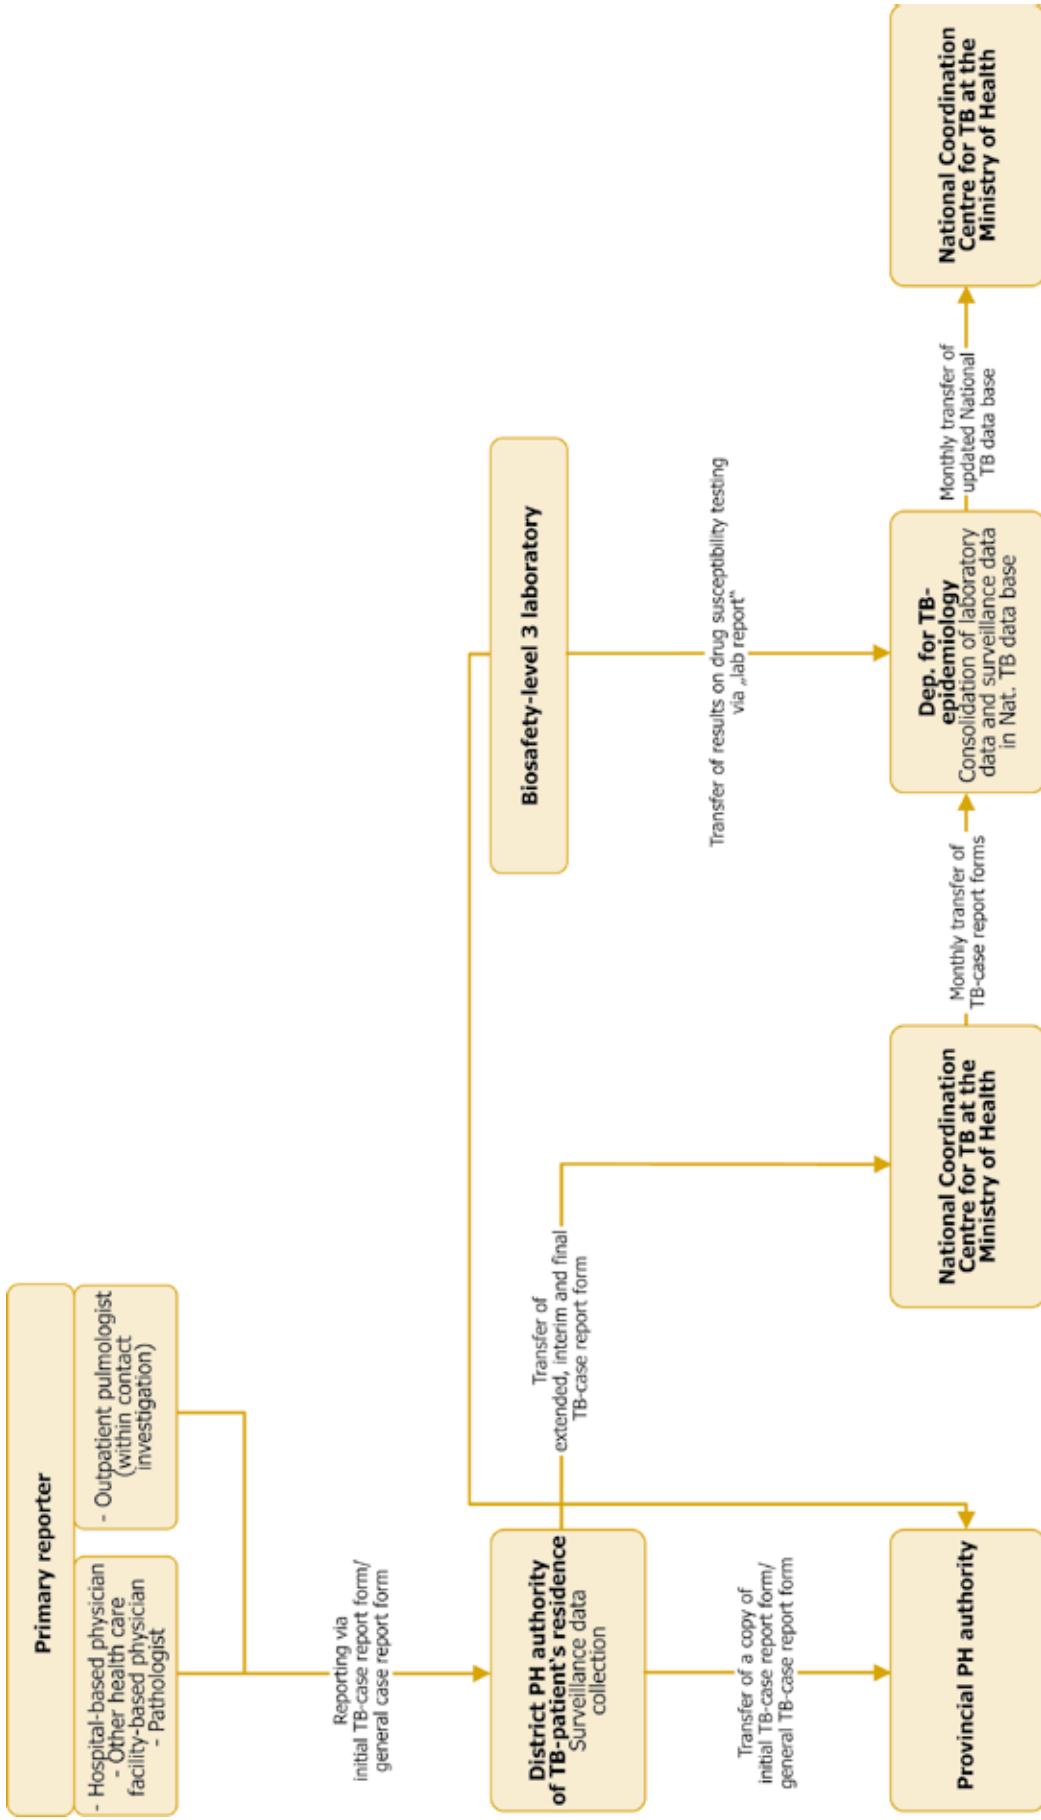 Primary reporter
- Hospital-based physician
- Other health care
facility-based physician
- Pathologist
- Outpatient pulmologist
(within contact
investigation)
Reporting via
initial TB-case report form/
general case report form
District PH authority
of TB-patient‘s residence
Surveillance data
collection
Transfer of
extended, interim and final
TB-case report form
Biosafety-level 3 laboratory
Transfer of a copy of
initial TB-case report form/
general TB-case report form
Transfer of results on drug susceptibility testing
via „lab report“
Provincial PH authority
National Coordination
Centre for TB at the
Ministry of Health
Monthly transfer of
TB-case report forms
Dep. for TB-
epidemiology
Consolidation of laboratory
data and surveillance data
in Nat. TB data base
Monthly transfer of
updated National
TB data base
National Coordination
Centre for TB at the
Ministry of Health